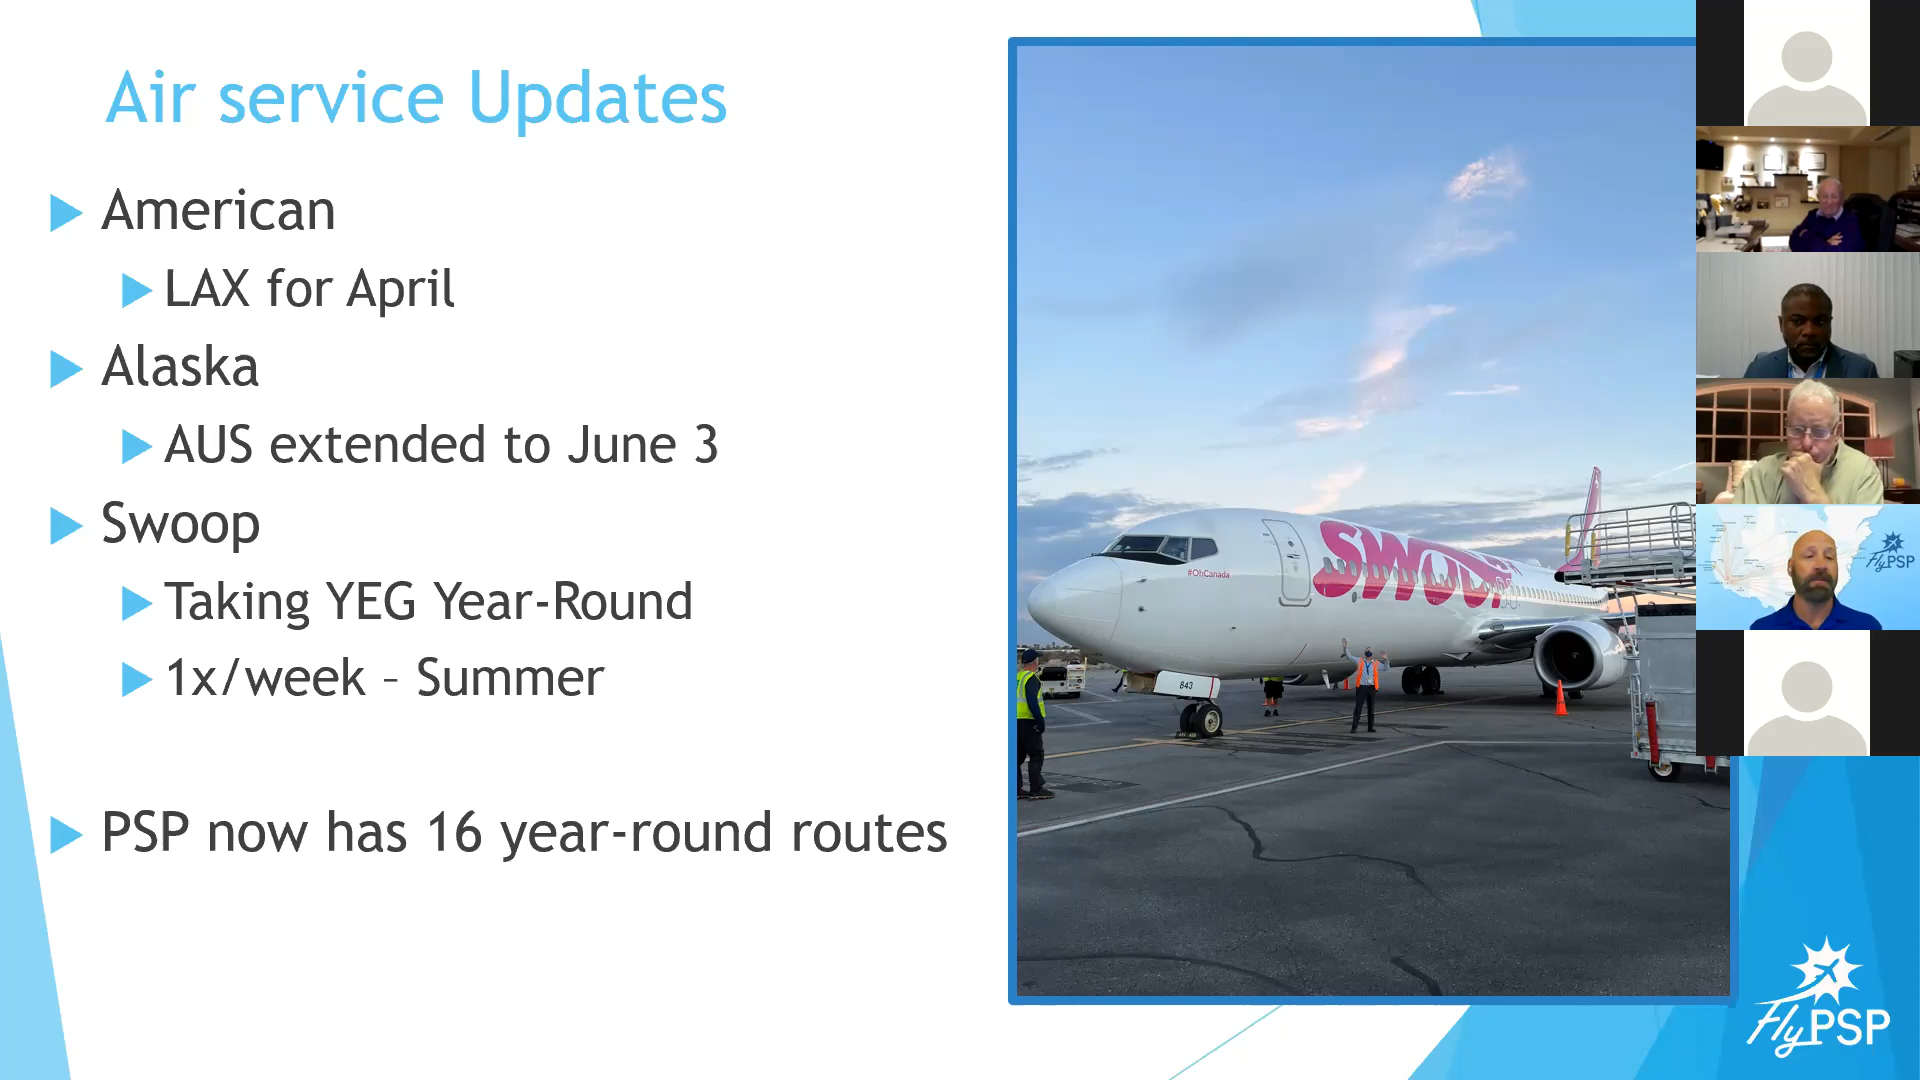 Air service Updates
American
LAX for April
Alaska
AUS extended to June 3
Swoop
Taking YEG Year-Round
1x/week – Summer
PSP now has 16 year-round routes
#OhCanada
SWOOP
843
FlyPSP
FlyPSP